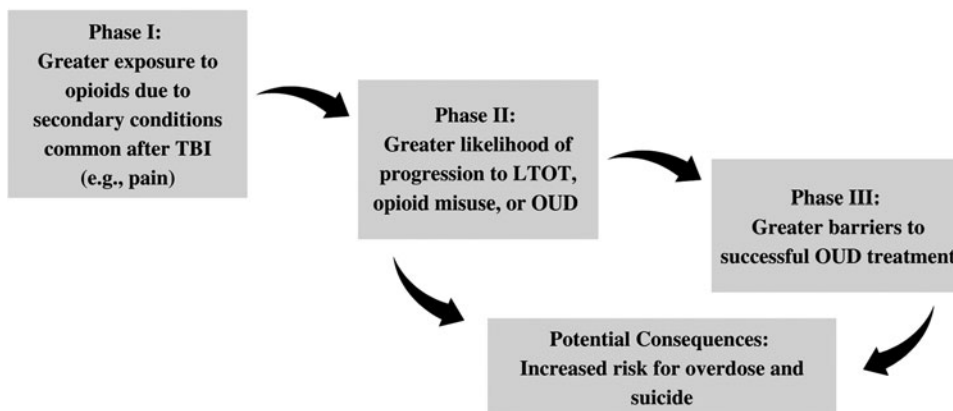 Phase I:
Greater exposure to
opioids due to
secondary conditions
common after TBI
(e.g., pain)
Phase II:
Greater likelihood of
progression to LTOT,
opioid misuse, or OUD
Phase III:
Greater barriers to
successful OUD treatment
Potential Consequences:
Increased risk for overdose and
suicide